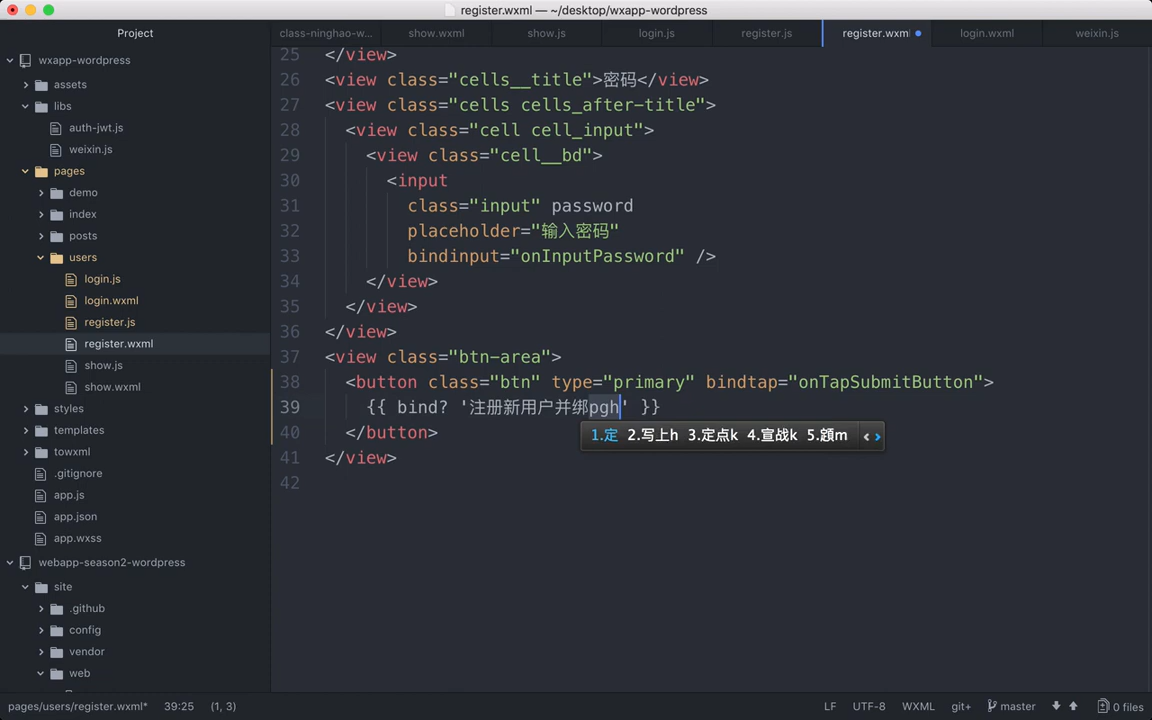 register.wxml — ~/desktop/wxapp-wordpress
Project
class-ninghao-w...
show.wxml
show.js
login.js
register.js
register.wxml
login.wxml
weixin.js
wxapp-wordpress
assets
libs
auth-jwt.js
weixin.js
pages
demo
index
posts
users
login.js
login.wxml
register.js
register.wxml
show.js
show.wxml
styles
templates
towxml
.gitignore
app.js
app.json
app.wxss
webapp-season2-wordpress
site
.github
config
vendor
web
25 </view>
26 <view class="cells__title">密码</view>
27 <view class="cells cells_after-title">
28 <view class="cell cell_input">
29 <view class="cell__bd">
30 <input
31 class="input" password
32 placeholder="输入密码"
33 bindinput="onInputPassword" />
34 </view>
35 </view>
36 </view>
37 <view class="btn-area">
38 <button class="btn" type="primary" bindtap="onTapSubmitButton">
39 {{ bind? '注册新用户并绑pgh' }}
40 </button>
1.定 2.写上h 3.定点k 4.宣战k 5.顁m
41 </view>
42
pages/users/register.wxml* 39:25 (1, 3)
LF UTF-8 WXML git+ master 0 files